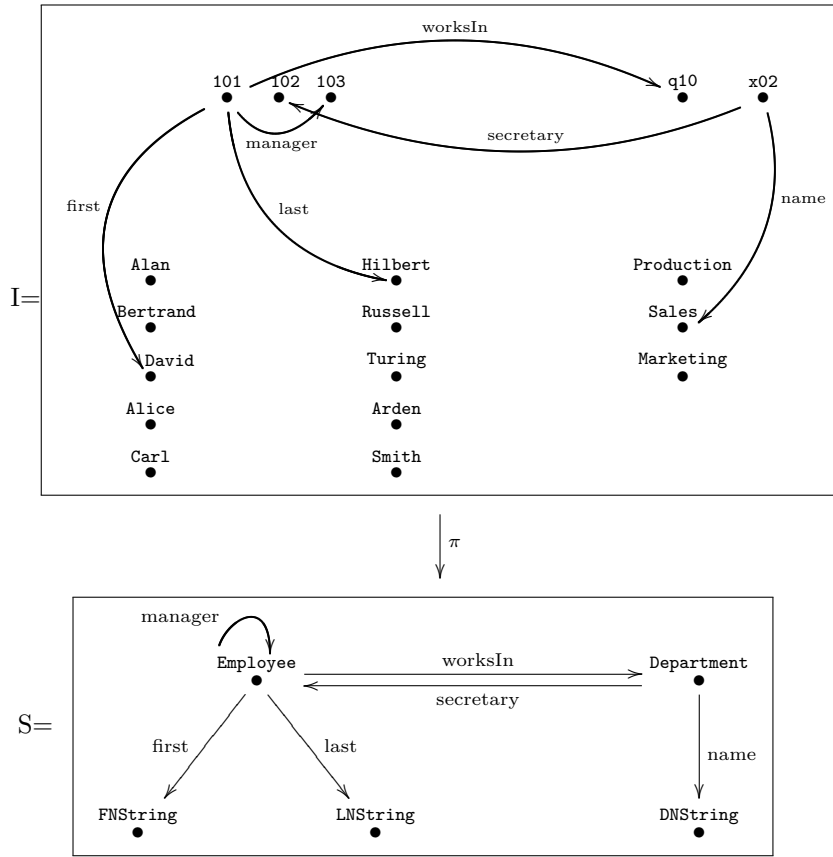 worksIn
101 102 103 q10 x02
secretary
manager
first last name
Alan Hilbert Production
I=
Bertrand Russell Sales
David Turing Marketing
Alice Arden
Carl Smith
π
manager
Employee worksIn Department
secretary
S=
first last name
FNString LNString DNString